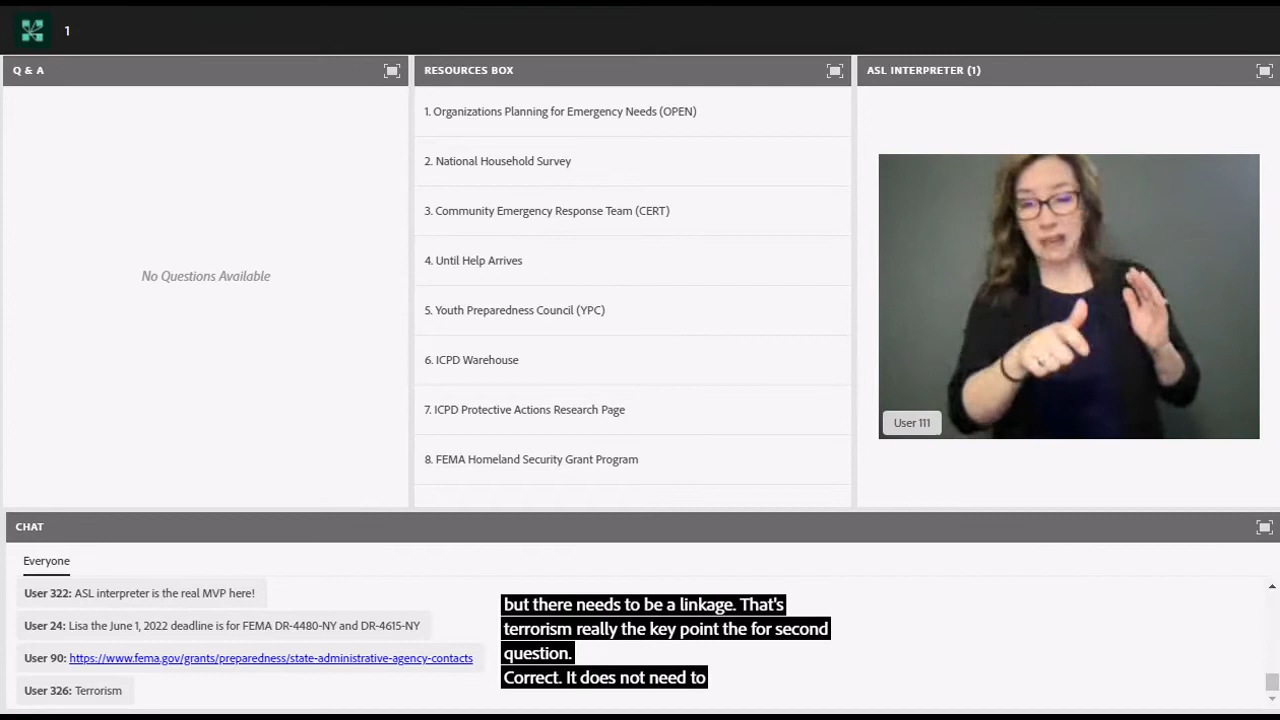 1
Q & A
No Questions Available
RESOURCES BOX
1. Organizations Planning for Emergency Needs (OPEN)
2. National Household Survey
3. Community Emergency Response Team (CERT)
4. Until Help Arrives
5. Youth Preparedness Council (YPC)
6. ICPD Warehouse
7. ICPD Protective Actions Research Page
8. FEMA Homeland Security Grant Program
ASL INTERPRETER (1)
User 111
CHAT
Everyone
User 322: ASL interpreter is the real MVP here!
User 24: Lisa the June 1, 2022 deadline is for FEMA DR-4480-NY and DR-4615-NY
User 90: https://www.fema.gov/grants/preparedness/state-administrative-agency-contacts
User 326: Terrorism
but there needs to be a linkage. That's
terrorism really the key point the for second
question.
Correct. It does not need to